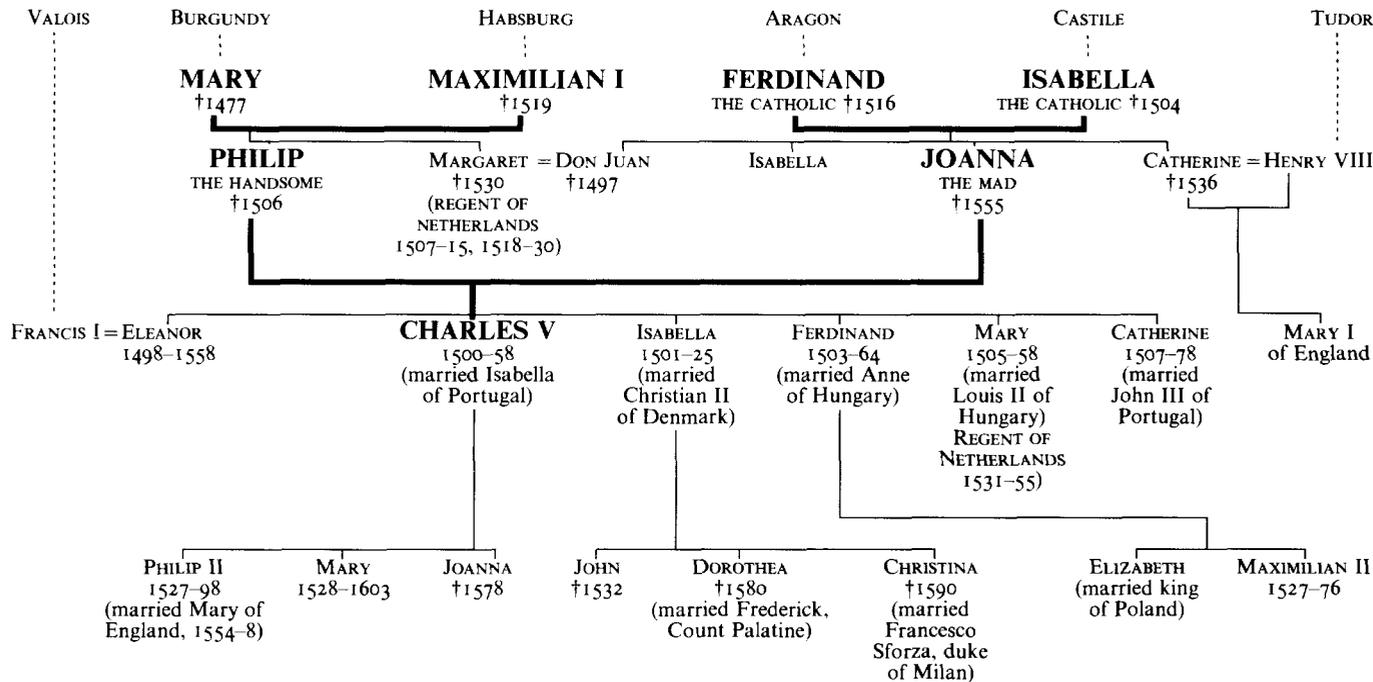 VALOIS BURGUNDY HABSBURG ARAGON CASTILE TUDOR
MARY MAXIMILIAN I FERDINAND ISABELLA
†1477 †1519 THE CATHOLIC †1516 THE CATHOLIC †1504
PHILIP MARGARET = DON JUAN ISABELLA JOANNA CATHERINE = HENRY VIII
THE HANDSOME †1530 †1497 THE MAD †1536
†1506 (REGENT OF †1555
NETHERLANDS
1507–15, 1518–30)
FRANCIS I = ELEANOR CHARLES V ISABELLA FERDINAND MARY CATHERINE MARY I
1498–1558 1500–58 1501–25 1503–64 1505–58 1507–78 of England
(married Isabella (married (married Anne (married (married
of Portugal) Christian II of Hungary) Louis II of John III of
of Denmark) Hungary) Portugal)
REGENT OF
NETHERLANDS
1531–55)
PHILIP II MARY JOANNA JOHN DOROTHEA CHRISTINA ELIZABETH MAXIMILIAN II
1527–98 1528–1603 †1578 †1532 †1580 †1590 (married king 1527–76
(married Mary of (married Frederick, (married of Poland)
England, 1554–8) Count Palatine) Francesco
Sforza, duke
of Milan)